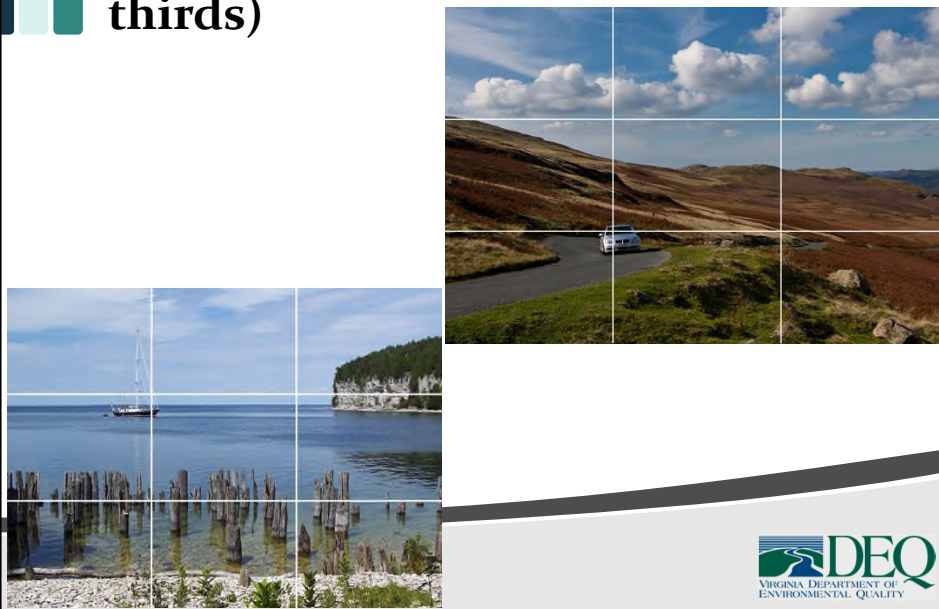 thirds)
DEQ
VIRGINIA DEPARTMENT OF
ENVIRONMENTAL QUALITY